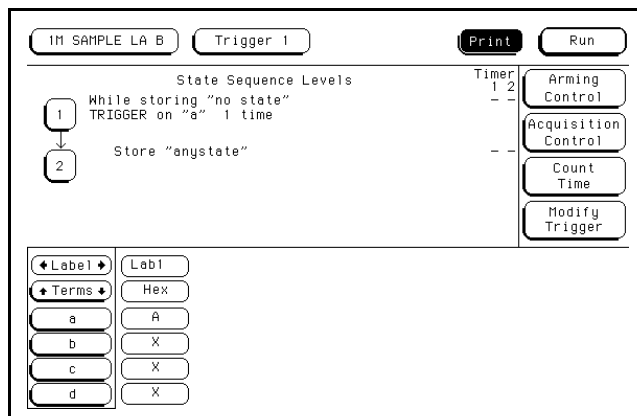 1M SAMPLE LA B Trigger 1 Print Run
State Sequence Levels Timer
1 2
While storing "no state" - -
1 TRIGGER on "a" 1 time
Store "anystate" - -
2
Arming
Control
Acquisition
Control
Count
Time
Modify
Trigger
Label Lab1
Terms Hex
a A
b X
c X
d X